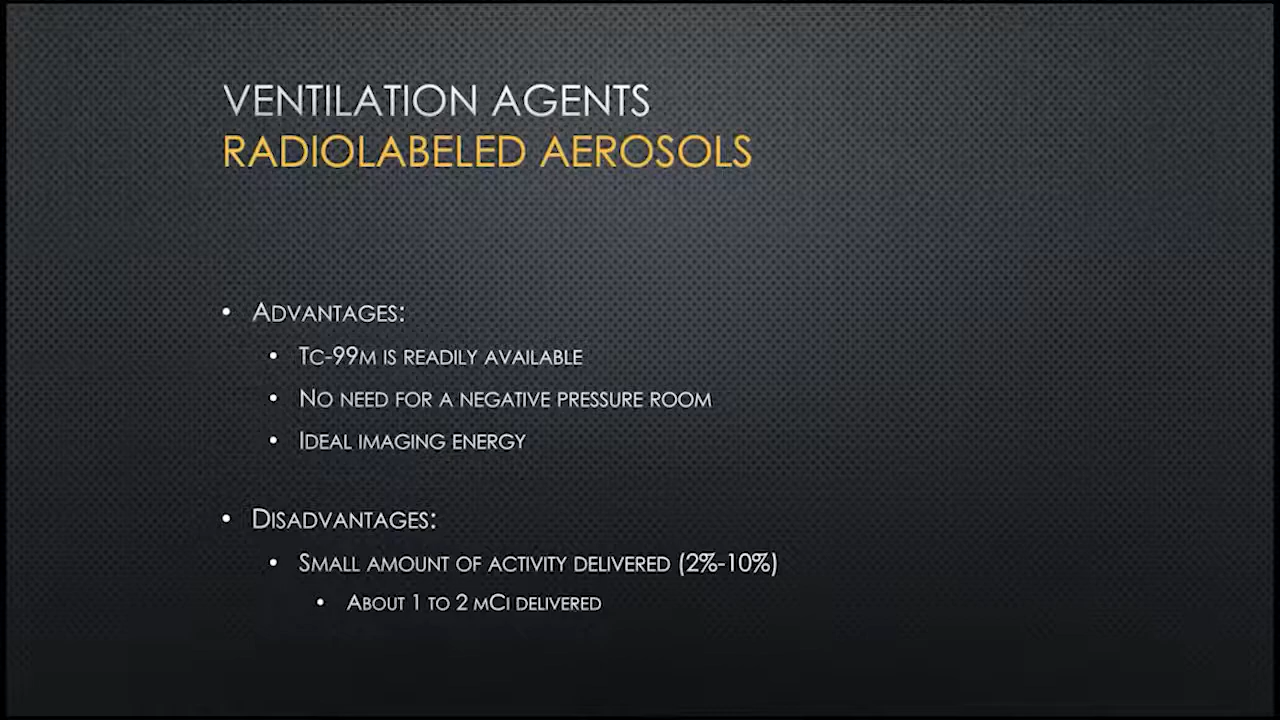 VENTILATION AGENTS
RADIOLABELED AEROSOLS
• ADVANTAGES:
• TC-99M IS READILY AVAILABLE
• NO NEED FOR A NEGATIVE PRESSURE ROOM
• IDEAL IMAGING ENERGY
• DISADVANTAGES:
• SMALL AMOUNT OF ACTIVITY DELIVERED (2%-10%)
• ABOUT 1 TO 2 MCI DELIVERED